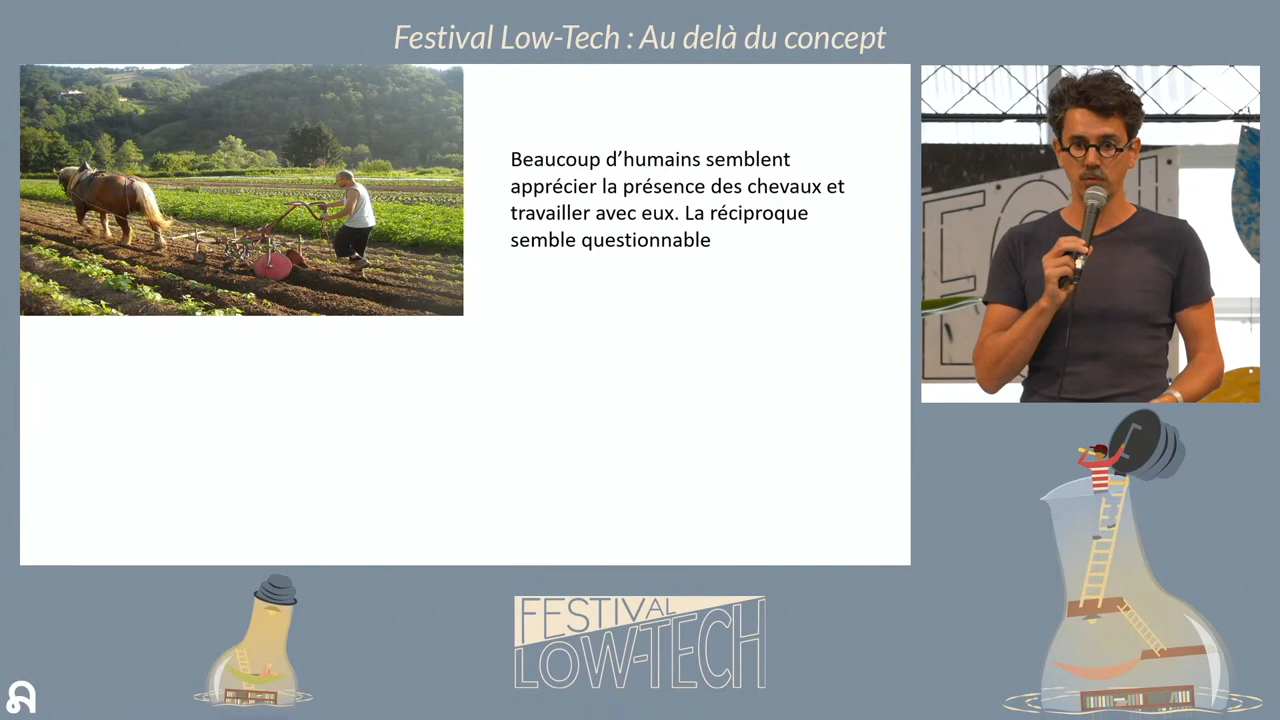 Festival Low-Tech : Au delà du concept
Beaucoup d’humains semblent
apprécier la présence des chevaux et
travailler avec eux. La réciproque
semble questionnable
FESTIVAL
LOW-TECH